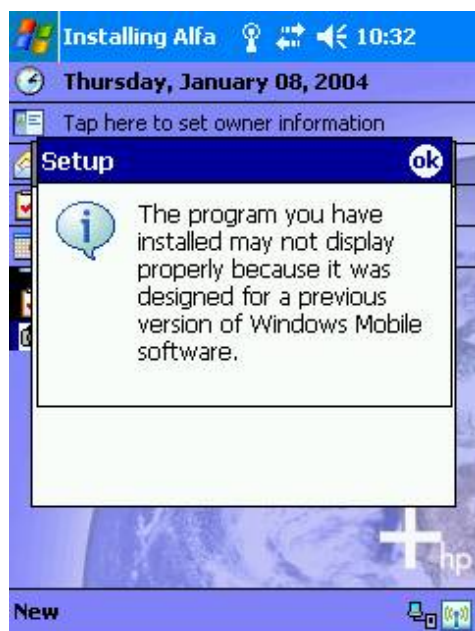 Installing Alfa 10:32
Thursday, January 08, 2004
Tap here to set owner information
Setup ok
The program you have
installed may not display
properly because it was
designed for a previous
version of Windows Mobile
software.
hp
New